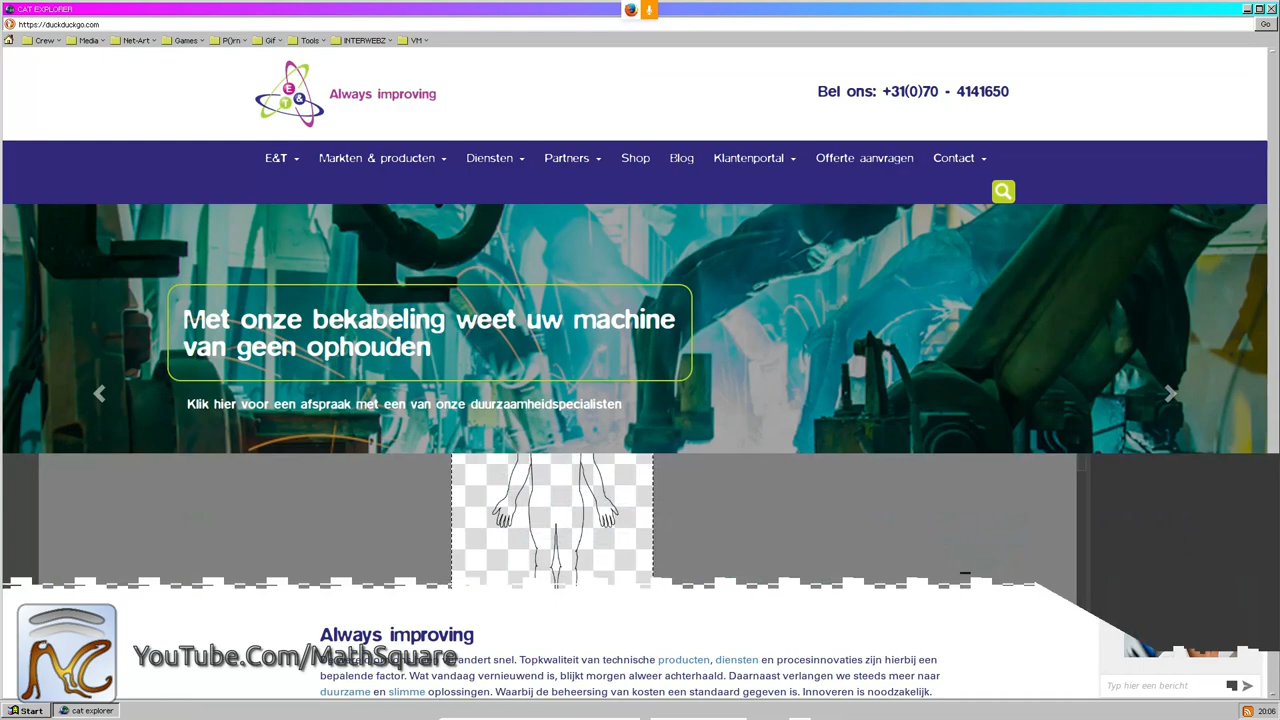 CAT EXPLORER
https://duckduckgo.com
Go
Crew
Media
Net-Art
Games
P()rn
Gif
Tools
INTERWEBZ
VM
E
T &
Always improving
Bel ons: +31(0)70 - 4141650
E&T
Markten & producten
Diensten
Partners
Shop
Blog
Klantenportal
Offerte aanvragen
Contact
Met onze bekabeling weet uw machine
van geen ophouden
Klik hier voor een afspraak met een van onze duurzaamheidspecialisten
Always improving
YouTube.Com/MathSquare
verandert snel. Topkwaliteit van technische producten, diensten en procesinnovaties zijn hierbij een
bepalende factor. Wat vandaag vernieuwend is, blijkt morgen alweer achterhaald. Daarnaast verlangen we steeds meer naar
duurzame en slimme oplossingen. Waarbij de beheersing van kosten een standaard gegeven is. Innoveren is noodzakelijk.
Typ hier een bericht
Start
cat explorer
20:06